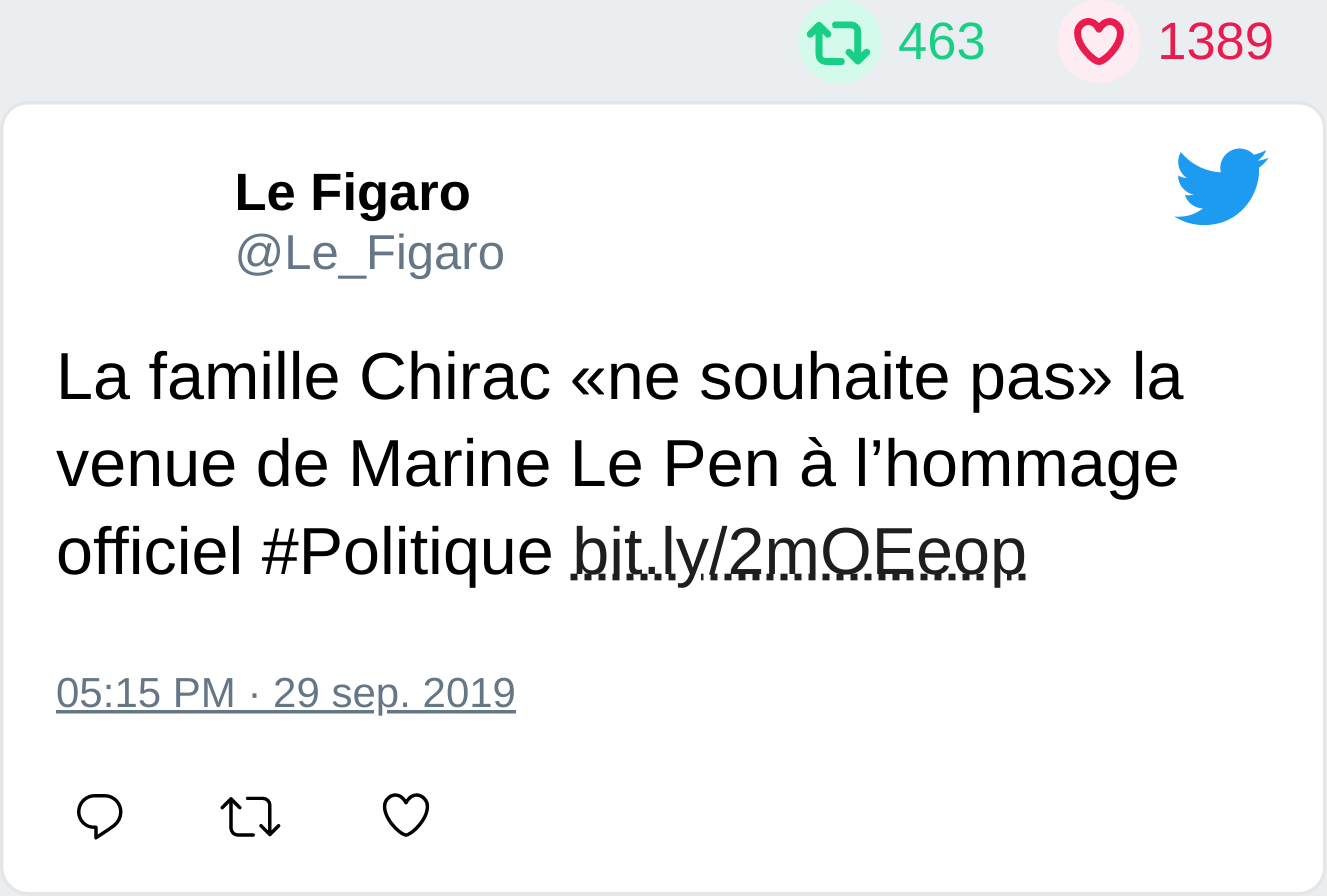 463 1389
Le Figaro
@Le_Figaro
La famille Chirac «ne souhaite pas» la
venue de Marine Le Pen à l’hommage
officiel #Politique bit.ly/2mOEeop
05:15 PM · 29 sep. 2019